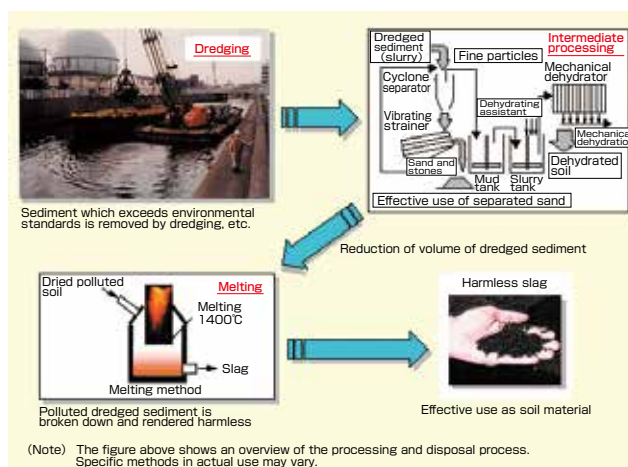 Dredging
Sediment which exceeds environmental
standards is removed by dredging, etc.
Intermediate
processing
Dredged
sediment
(slurry)
Fine particles
Cyclone
separator
Mechanical
dehydrator
Dehydrating
assistant
Vibrating
strainer
Mechanical
dehydration
Sand and
stones
Mud
tank
Slurry
tank
Dehydrated
soil
Effective use of separated sand
Reduction of volume of dredged sediment
Melting
Dried polluted
soil
Melting
1400℃
Slag
Melting method
Polluted dredged sediment is
broken down and rendered harmless
Harmless slag
Effective use as soil material
(Note) The figure above shows an overview of the processing and disposal process.
Specific methods in actual use may vary.